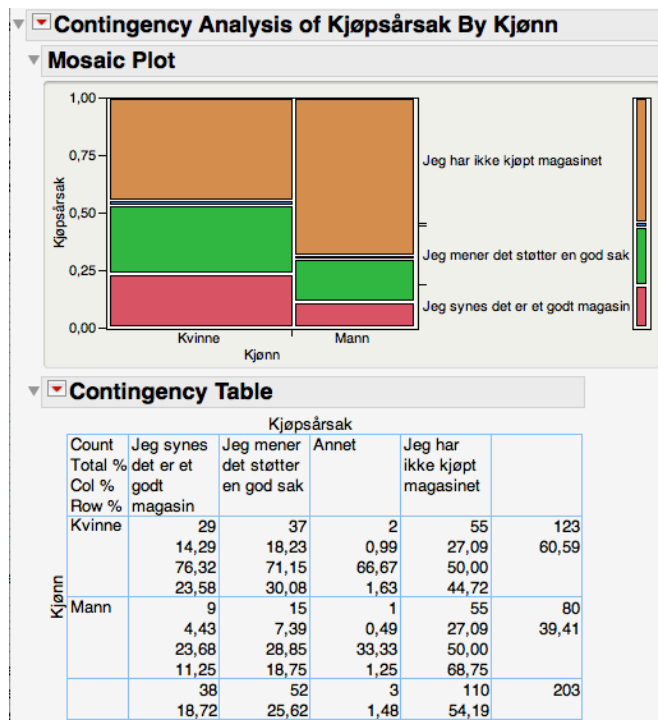 Contingency Analysis of Kjøpsårsak By Kjønn
Mosaic Plot
1,00
0,75
0,50
0,25
0,00
Kjøpsårsak
Jeg har ikke kjøpt magasinet
Jeg mener det støtter en god sak
Jeg synes det er et godt magasin
Kvinne Mann
Kjønn
Contingency Table
Kjøpsårsak
Count Jeg synes Jeg mener Annet Jeg har
Total % det er et det støtter ikke kjøpt
Col % godt en god sak magasinet
Row % magasin
Kjønn
Kvinne 29 37 2 55 123
14,29 18,23 0,99 27,09 60,59
76,32 71,15 66,67 50,00
23,58 30,08 1,63 44,72
Mann 9 15 1 55 80
4,43 7,39 0,49 27,09 39,41
23,68 28,85 33,33 50,00
11,25 18,75 1,25 68,75
38 52 3 110 203
18,72 25,62 1,48 54,19